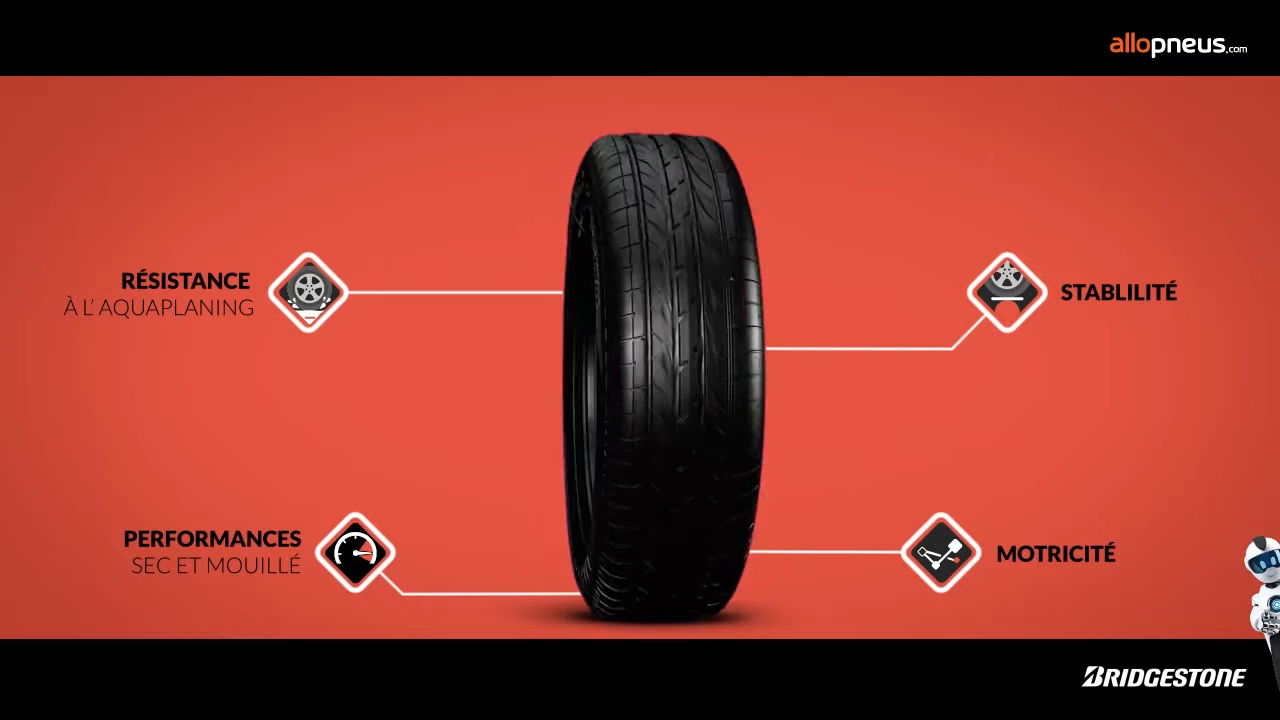 allopneus.com
RÉSISTANCE
À L' AQUAPLANING
STABLILITÉ
PERFORMANCES
SEC ET MOUILLÉ
MOTRICITÉ
BRIDGESTONE